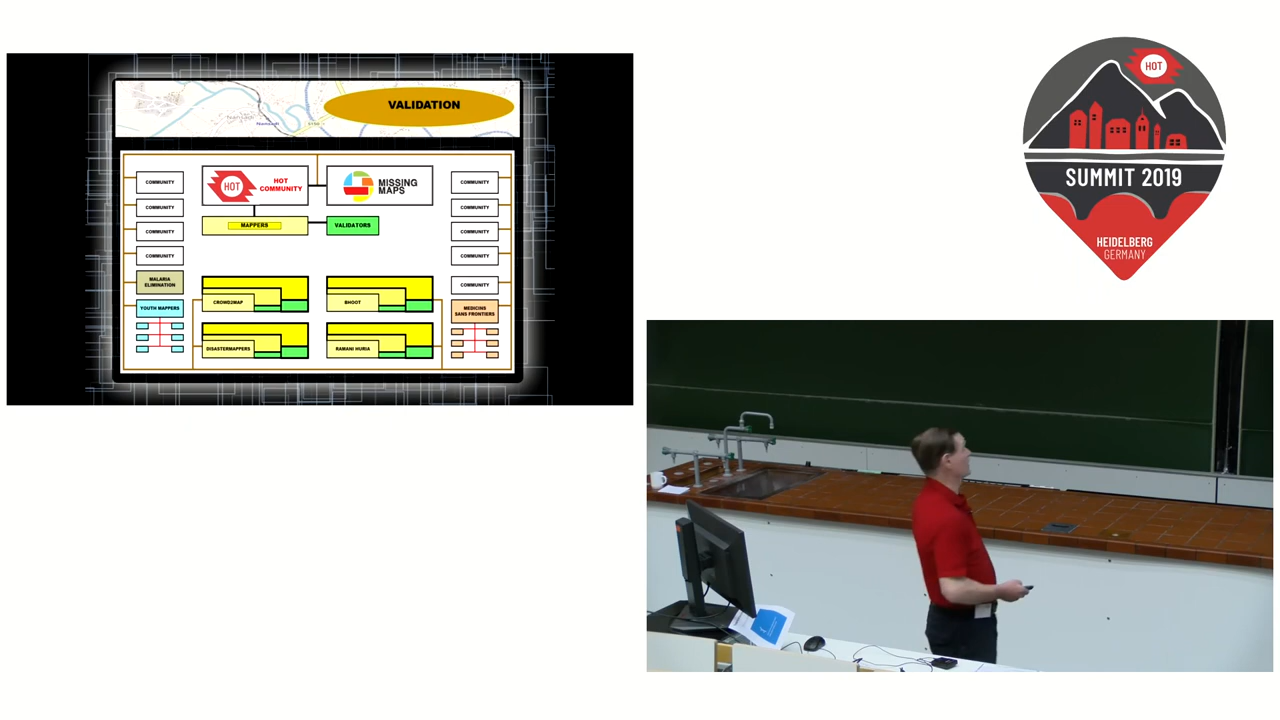 VALIDATION
HOT
HOT
COMMUNITY
MISSING
MAPS
MAPPERS
VALIDATORS
COMMUNITY
COMMUNITY
COMMUNITY
COMMUNITY
MALARIA
ELIMINATION
YOUTH MAPPERS
COMMUNITY
COMMUNITY
COMMUNITY
COMMUNITY
COMMUNITY
MEDICINS
SANS FRONTIERS
CROWD2MAP
BHOOT
DISASTERMAPPERS
RAMANI HURIA
HOT
SUMMIT 2019
HEIDELBERG
GERMANY